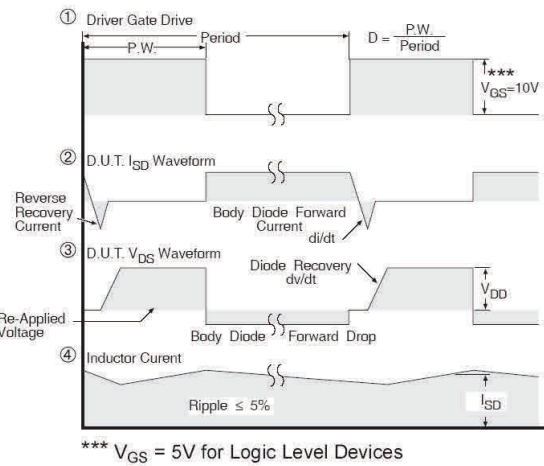 ① Driver Gate Drive
P.W.
Period
D = P.W.
Period
***
VGS=10V
② D.U.T. ISD Waveform
Reverse
Recovery
Current
Body Diode Forward
Current
di/dt
③ D.U.T. VDS Waveform
Diode Recovery
dv/dt
VDD
Re-Applied
Voltage
Body Diode Forward Drop
④ Inductor Curent
Ripple ≤ 5%
ISD
*** VGS = 5V for Logic Level Devices